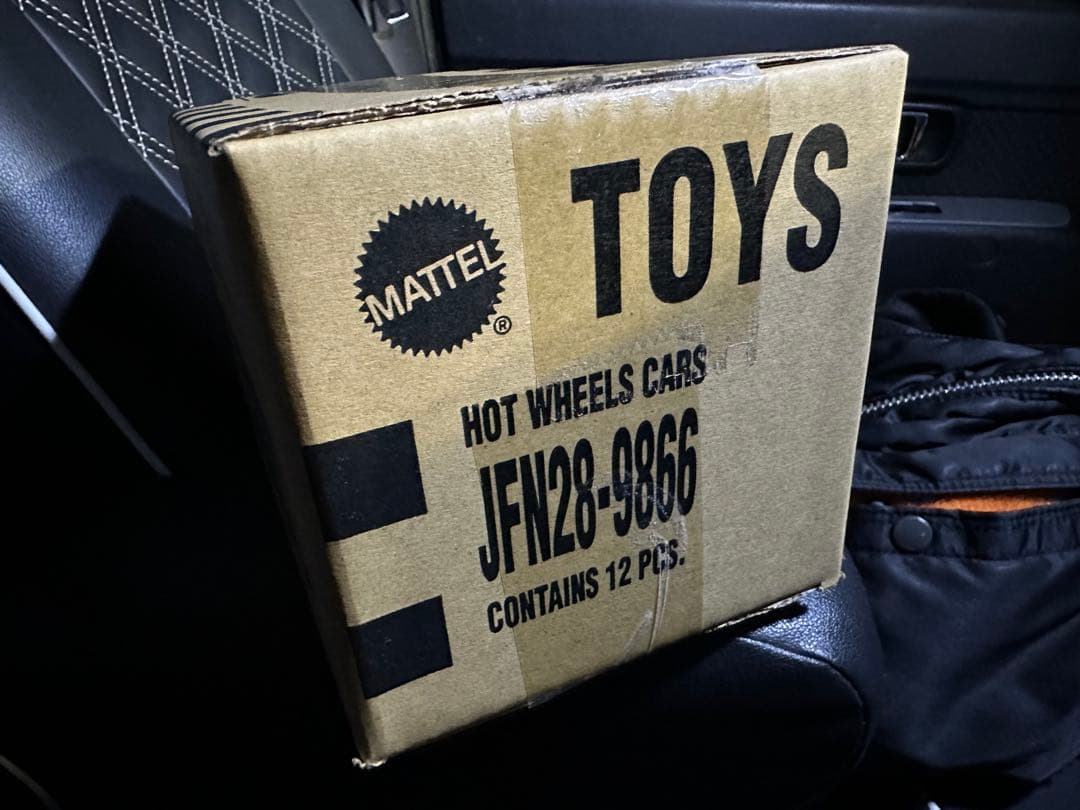 TOYS
MATTEL
®
HOT WHEELS CARS
JFN28-9866
CONTAINS 12 PCS.